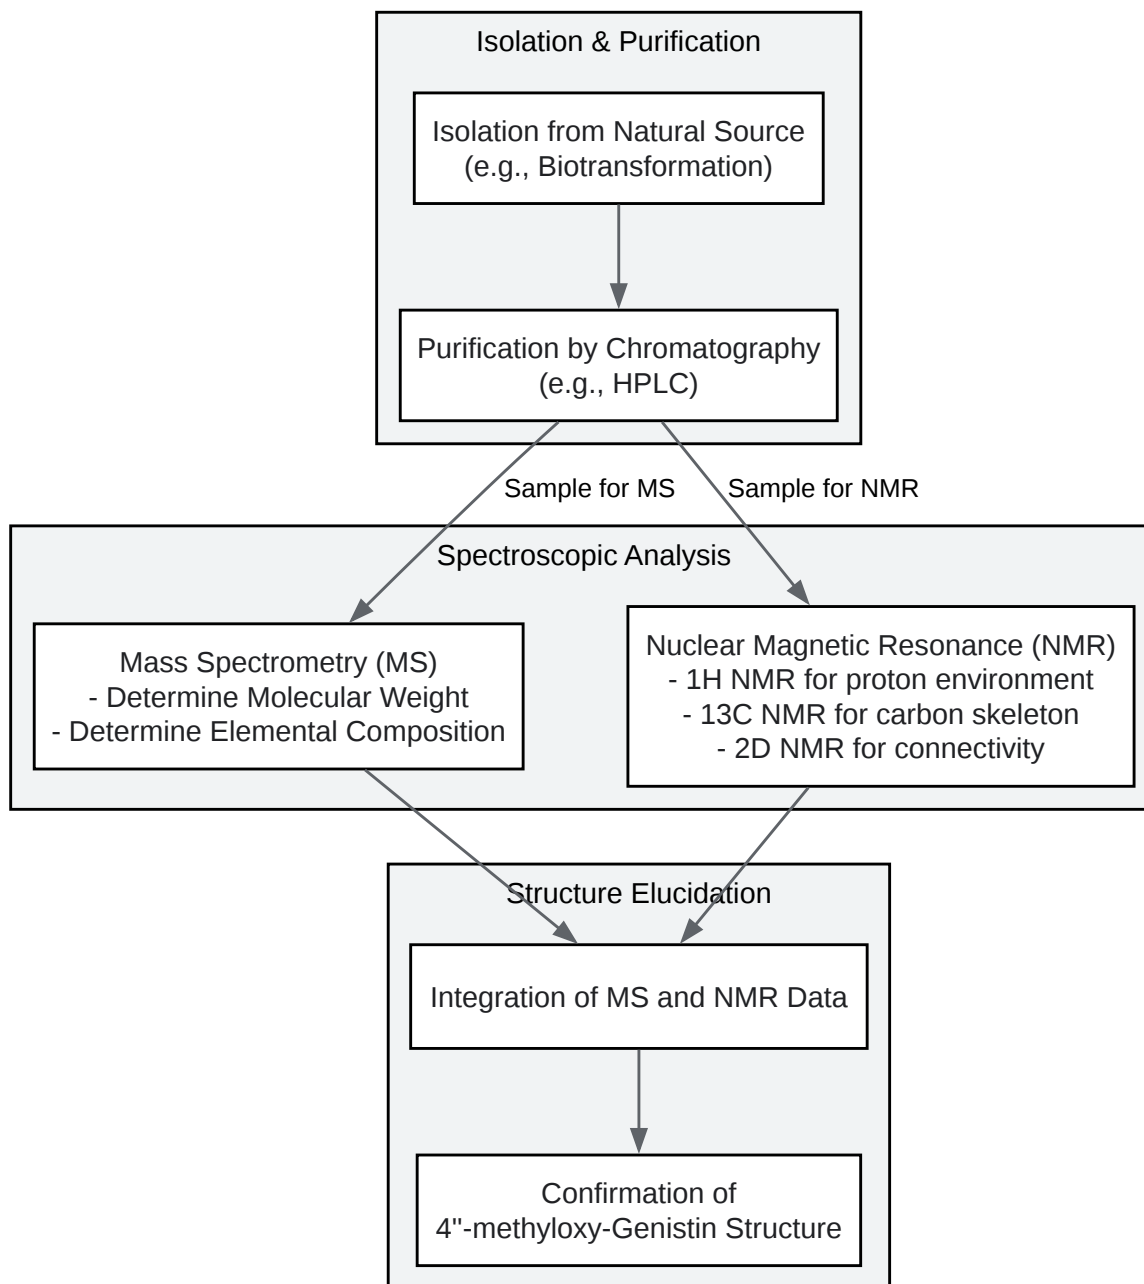 Isolation & Purification
Isolation from Natural Source
(e.g., Biotransformation)
Purification by Chromatography
(e.g., HPLC)
Sample for MS
Sample for NMR
Spectroscopic Analysis
Mass Spectrometry (MS)
- Determine Molecular Weight
- Determine Elemental Composition
Nuclear Magnetic Resonance (NMR)
- 1H NMR for proton environment
- 13C NMR for carbon skeleton
- 2D NMR for connectivity
Structure Elucidation
Integration of MS and NMR Data
Confirmation of
4''-methyloxy-Genistin Structure